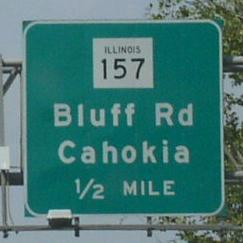 ILLINOIS
157
Bluff Rd
Cahokia
1/2 MILE